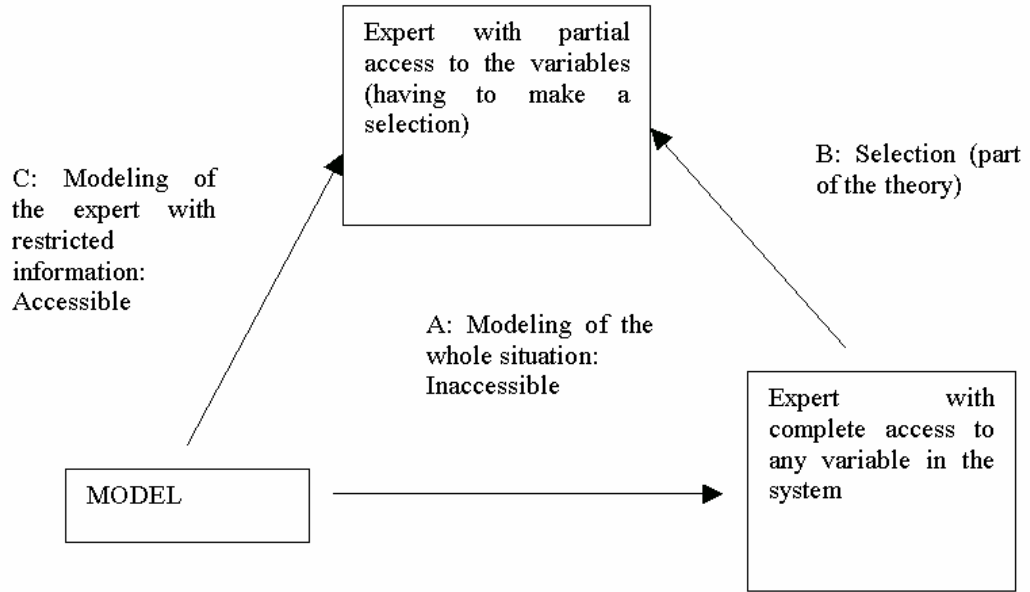 Expert with partial
access to the variables
(having to make a
selection)
C: Modeling of
the expert with
restricted
information:
Accessible
B: Selection (part
of the theory)
A: Modeling of the
whole situation:
Inaccessible
Expert with
complete access to
any variable in the
system
MODEL